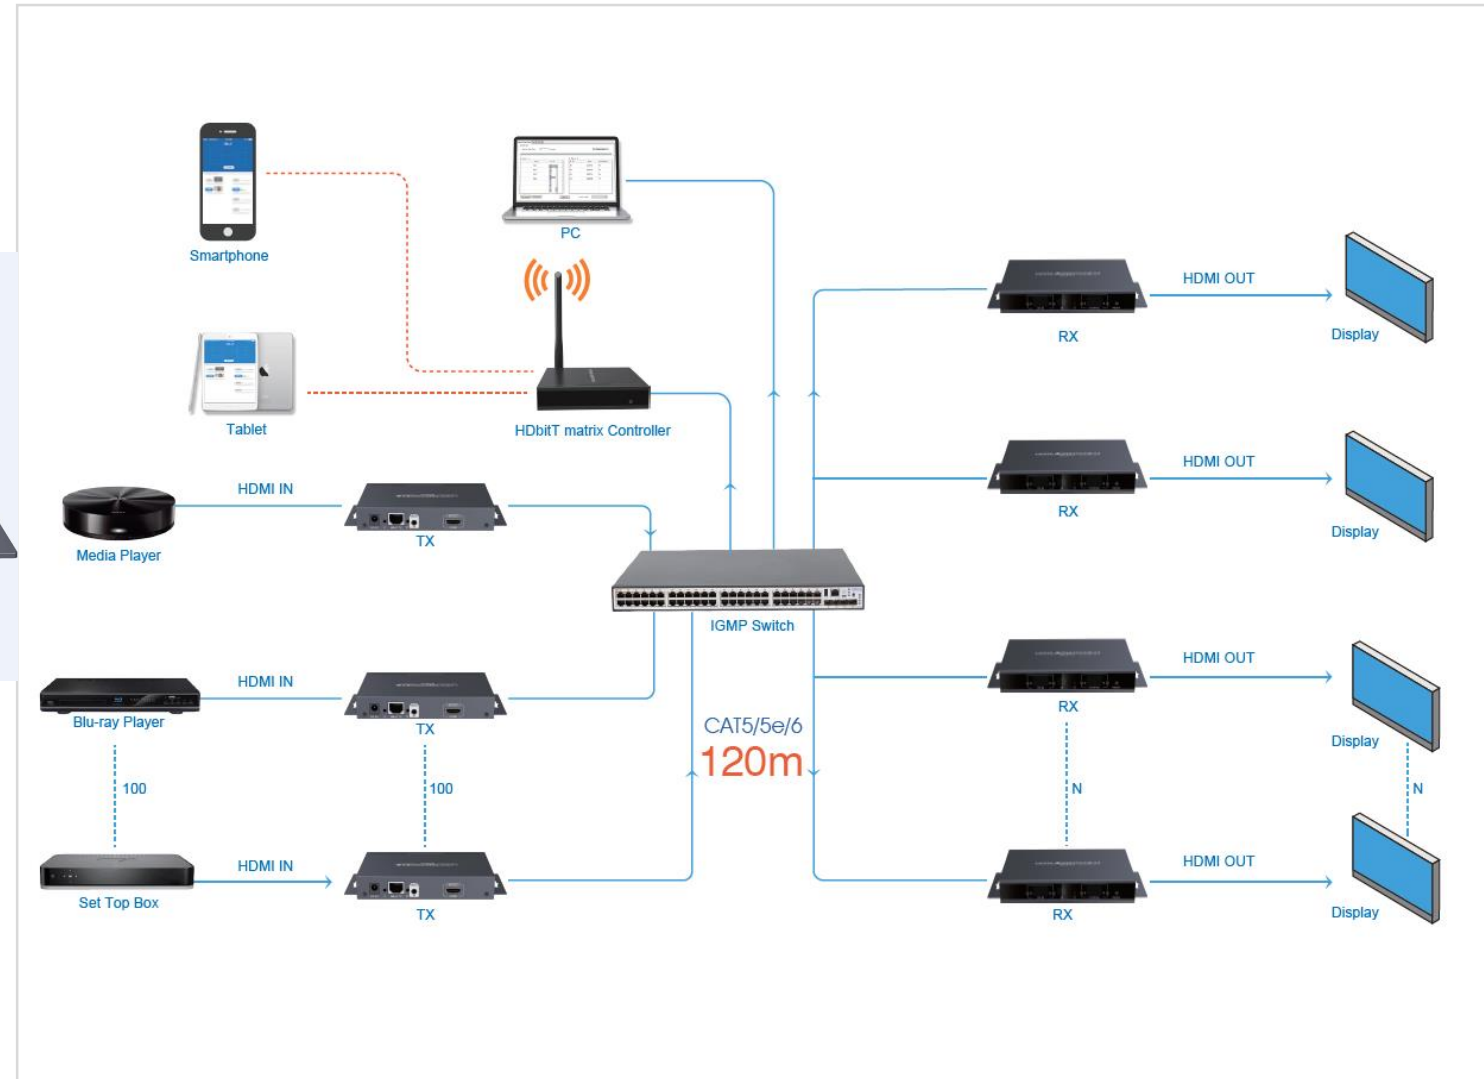 Smartphone
PC
Tablet
HDbitT matrix Controller
HDMI IN
Media Player
TX
IGMP Switch
HDMI IN
Blu-ray Player
TX
100
100
HDMI IN
Set Top Box
TX
CAT5/5e/6
120m
RX
HDMI OUT
Display
RX
HDMI OUT
Display
RX
HDMI OUT
Display
N
N
RX
HDMI OUT
Display